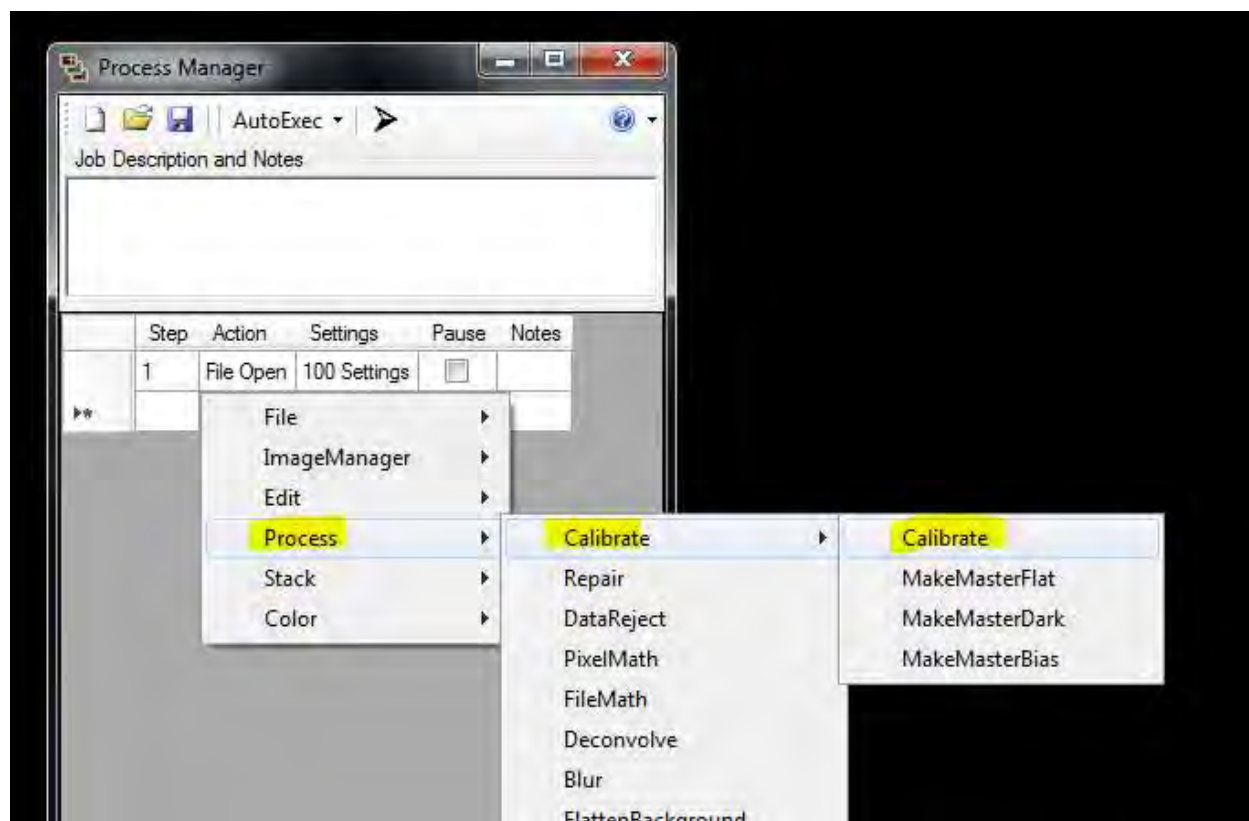 Process Manager
AutoExec
Job Description and Notes
Step Action Settings Pause Notes
1 File Open 100 Settings
File
ImageManager
Edit
Process
Stack
Color
Calibrate
Repair
DataReject
PixelMath
FileMath
Deconvolve
Blur
FlattenBackground
Calibrate
MakeMasterFlat
MakeMasterDark
MakeMasterBias